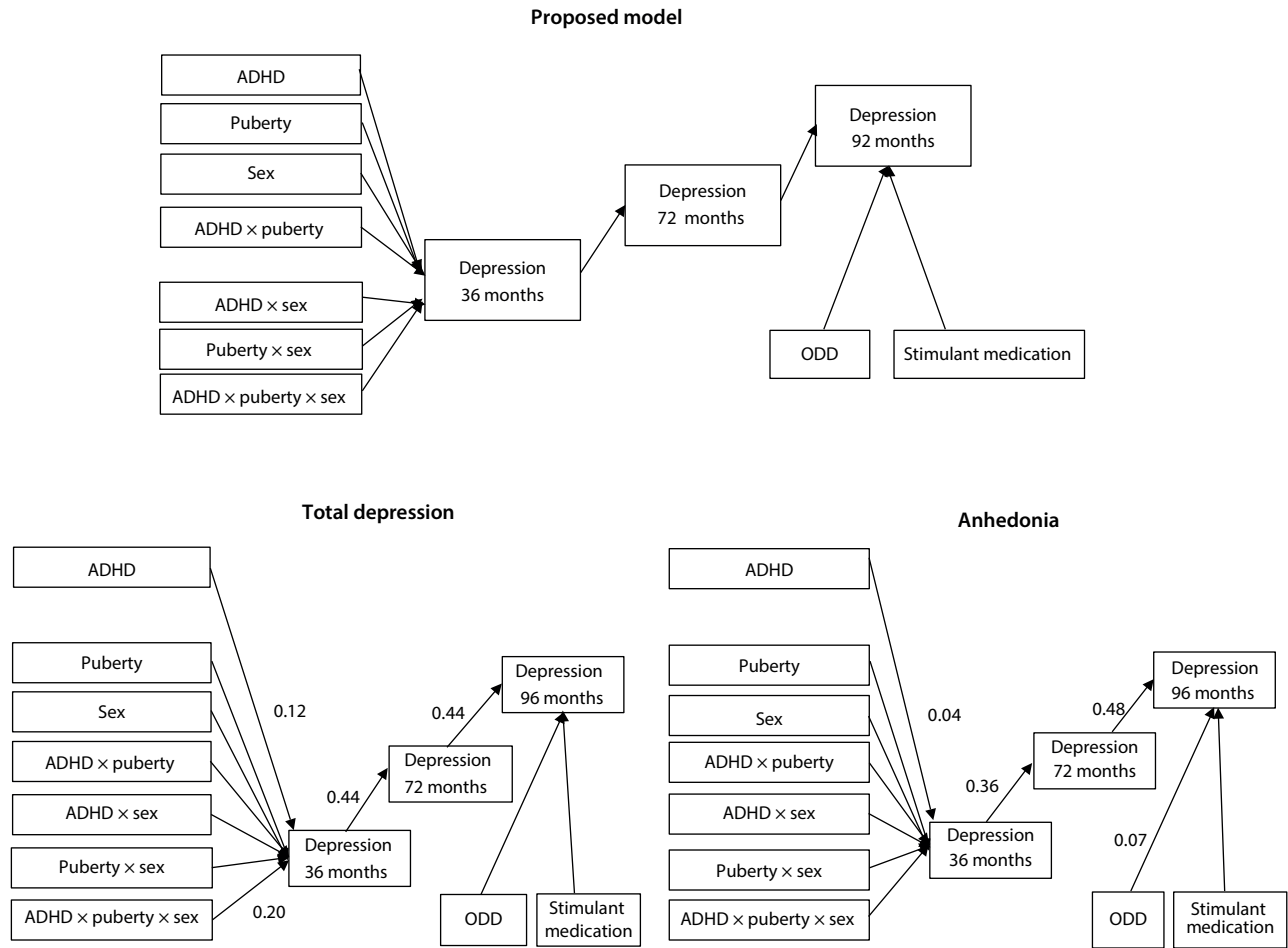 Proposed model
ADHD
Puberty
Sex
ADHD × puberty
ADHD × sex
Puberty × sex
ADHD × puberty × sex
Depression
36 months
Depression
72 months
Depression
92 months
ODD
Stimulant medication
Total depression
ADHD
Puberty
Sex
ADHD × puberty
ADHD × sex
Puberty × sex
ADHD × puberty × sex
0.12
0.20
Depression
36 months
0.44
Depression
72 months
0.44
Depression
96 months
ODD
Stimulant
medication
Anhedonia
ADHD
Puberty
Sex
ADHD × puberty
ADHD × sex
Puberty × sex
ADHD × puberty × sex
0.04
Depression
36 months
0.36
Depression
72 months
0.48
Depression
96 months
0.07
ODD
Stimulant
medication